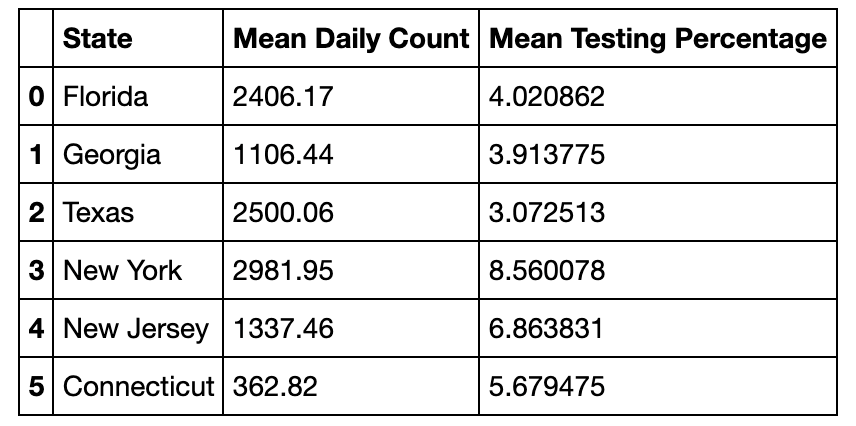 State Mean Daily Count Mean Testing Percentage
0 Florida 2406.17 4.020862
1 Georgia 1106.44 3.913775
2 Texas 2500.06 3.072513
3 New York 2981.95 8.560078
4 New Jersey 1337.46 6.863831
5 Connecticut 362.82 5.679475